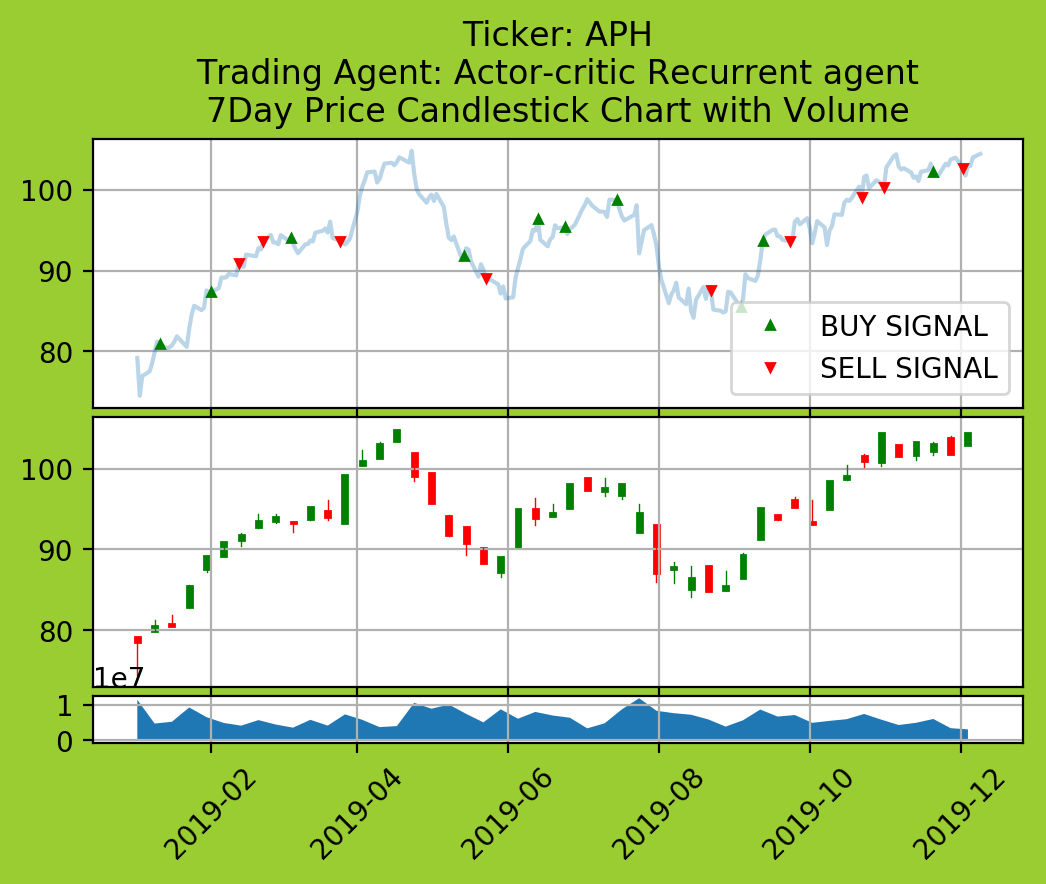 Ticker: APH
Trading Agent: Actor-critic Recurrent agent
7Day Price Candlestick Chart with Volume
100
90
80
BUY SIGNAL
SELL SIGNAL
100
90
80
1e7
1
0
2019-02
2019-04
2019-06
2019-08
2019-10
2019-12